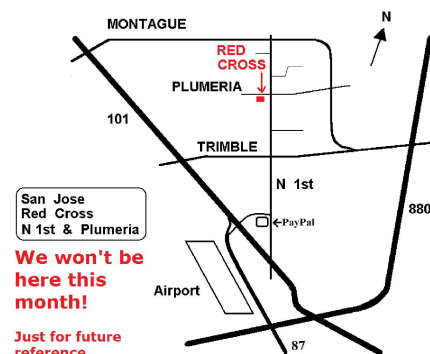 MONTAGUE
N
RED
CROSS
PLUMERIA
101
TRIMBLE
N 1st
880
San Jose
Red Cross
N 1st & Plumeria
←PayPal
We won't be
here this
month!
Airport
Just for future
reference
87